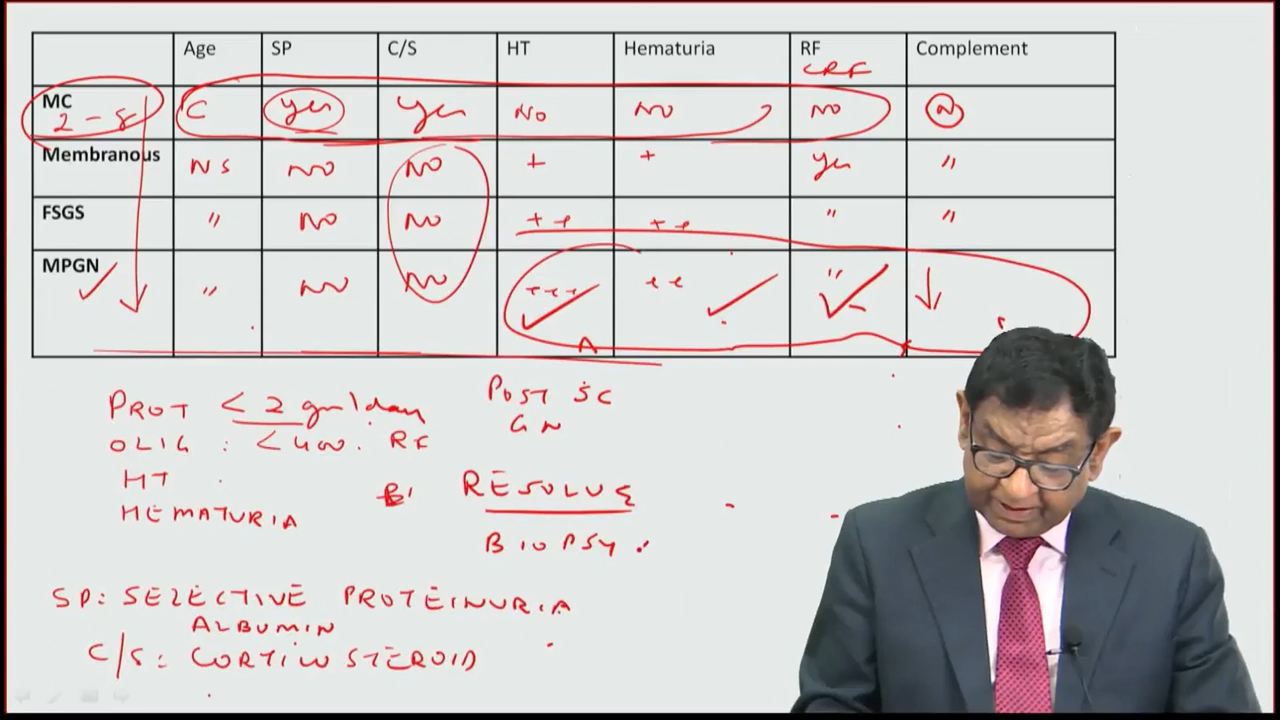 Age SP C/S HT Hematuria RF Complement
CRF
MC C yes yes No NO NO N
2 - 8
Membranous NS NO NO + + yes "
FSGS " NO NO ++ ++ " "
MPGN " NO NO +++ ++ " ↓
A
PROT < 2 gm/day
OLIG : < 400. RF
HT
HEMATURIA
POST SC
GN
RESOLVE
BIOPSY
SP: SELECTIVE PROTEINURIA
ALBUMIN
C/S: CORTICOSTEROID